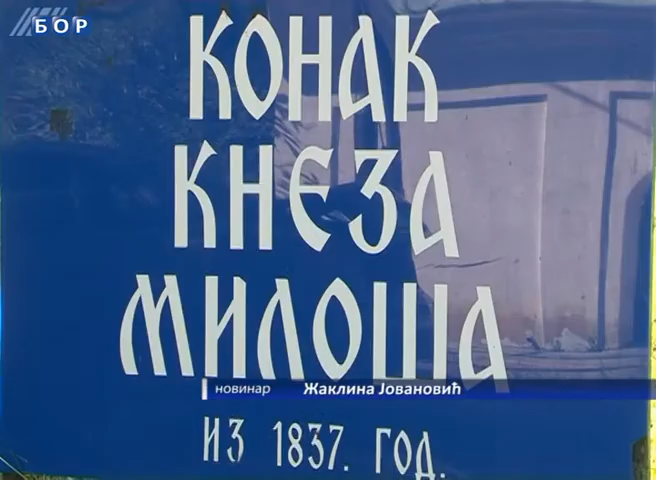 БОР
КОНАК
КНЕЗА
МИЛОША
новинар Жаклина Јовановић
ИЗ 1837. ГОД.